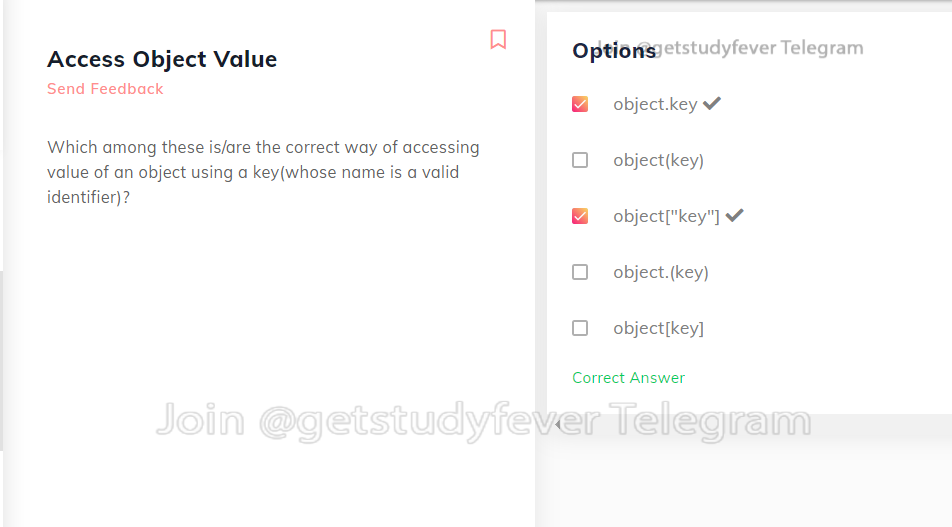 Access Object Value
Send Feedback
Which among these is/are the correct way of accessing
value of an object using a key(whose name is a valid
identifier)?
Join @getstudyfever Telegram
Options
object.key
object(key)
object["key"]
object.(key)
object[key]
Correct Answer
Join @getstudyfever Telegram